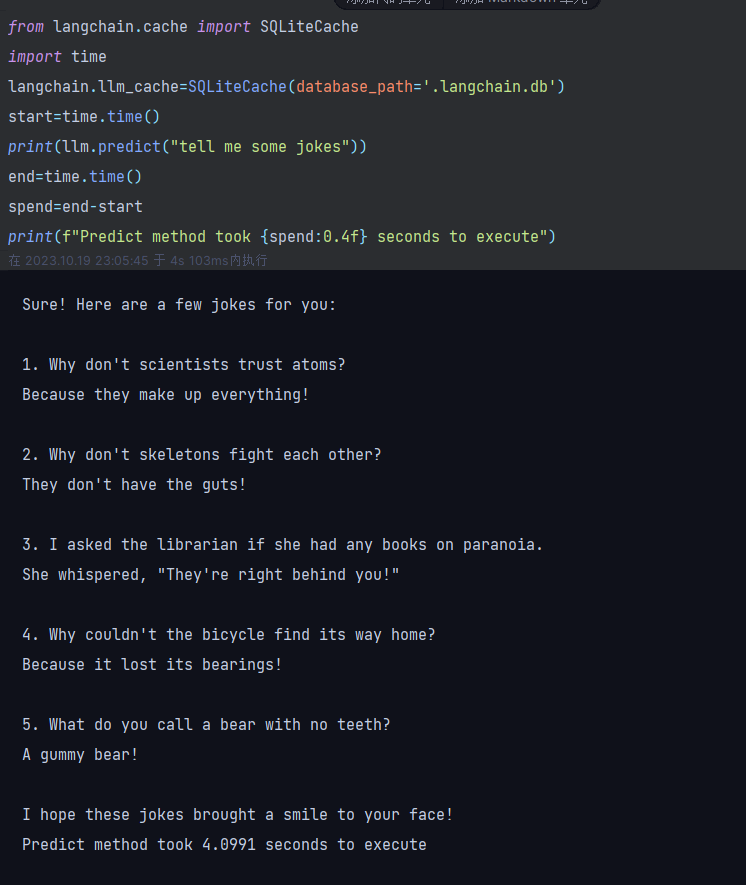 from langchain.cache import SQLiteCache
import time
langchain.llm_cache=SQLiteCache(database_path='.langchain.db')
start=time.time()
print(llm.predict("tell me some jokes"))
end=time.time()
spend=end-start
print(f"Predict method took {spend:0.4f} seconds to execute")
在 2023.10.19 23:05:45 于 4s 103ms内执行
Sure! Here are a few jokes for you:
1. Why don't scientists trust atoms?
Because they make up everything!
2. Why don't skeletons fight each other?
They don't have the guts!
3. I asked the librarian if she had any books on paranoia.
She whispered, "They're right behind you!"
4. Why couldn't the bicycle find its way home?
Because it lost its bearings!
5. What do you call a bear with no teeth?
A gummy bear!
I hope these jokes brought a smile to your face!
Predict method took 4.0991 seconds to execute